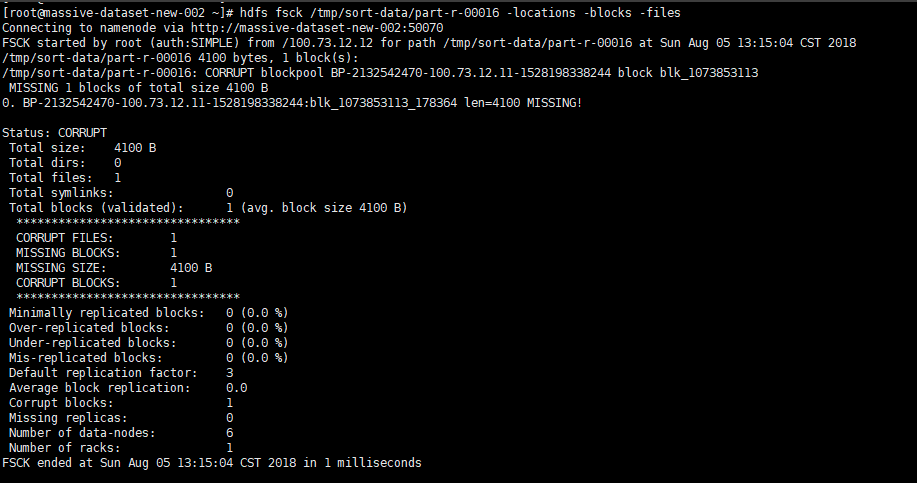 [root@massive-dataset-new-002 ~]# hdfs fsck /tmp/sort-data/part-r-00016 -locations -blocks -files
Connecting to namenode via http://massive-dataset-new-002:50070
FSCK started by root (auth:SIMPLE) from /100.73.12.12 for path /tmp/sort-data/part-r-00016 at Sun Aug 05 13:15:04 CST 2018
/tmp/sort-data/part-r-00016 4100 bytes, 1 block(s):
/tmp/sort-data/part-r-00016: CORRUPT blockpool BP-2132542470-100.73.12.11-1528198338244 block blk_1073853113
 MISSING 1 blocks of total size 4100 B
0. BP-2132542470-100.73.12.11-1528198338244:blk_1073853113_178364 len=4100 MISSING!

Status: CORRUPT
 Total size:    4100 B
 Total dirs:    0
 Total files:   1
 Total symlinks:                0
 Total blocks (validated):      1 (avg. block size 4100 B)
  ********************************
  CORRUPT FILES:        1
  MISSING BLOCKS:       1
  MISSING SIZE:         4100 B
  CORRUPT BLOCKS:       1
  ********************************
 Minimally replicated blocks:   0 (0.0 %)
 Over-replicated blocks:        0 (0.0 %)
 Under-replicated blocks:       0 (0.0 %)
 Mis-replicated blocks:         0 (0.0 %)
 Default replication factor:    3
 Average block replication:     0.0
 Corrupt blocks:                1
 Missing replicas:              0
 Number of data-nodes:          6
 Number of racks:               1
FSCK ended at Sun Aug 05 13:15:04 CST 2018 in 1 milliseconds